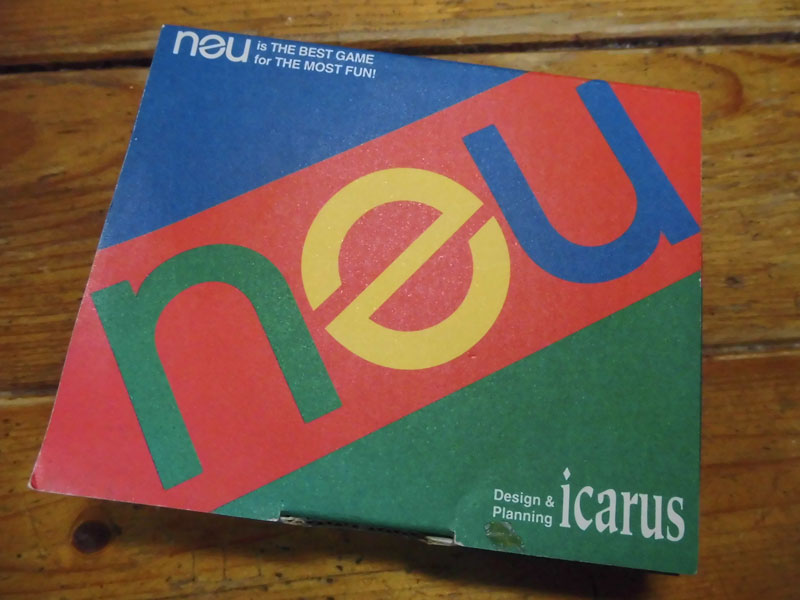 neu is THE BEST GAME
for THE MOST FUN!
neu
Design &
Planning
icarus